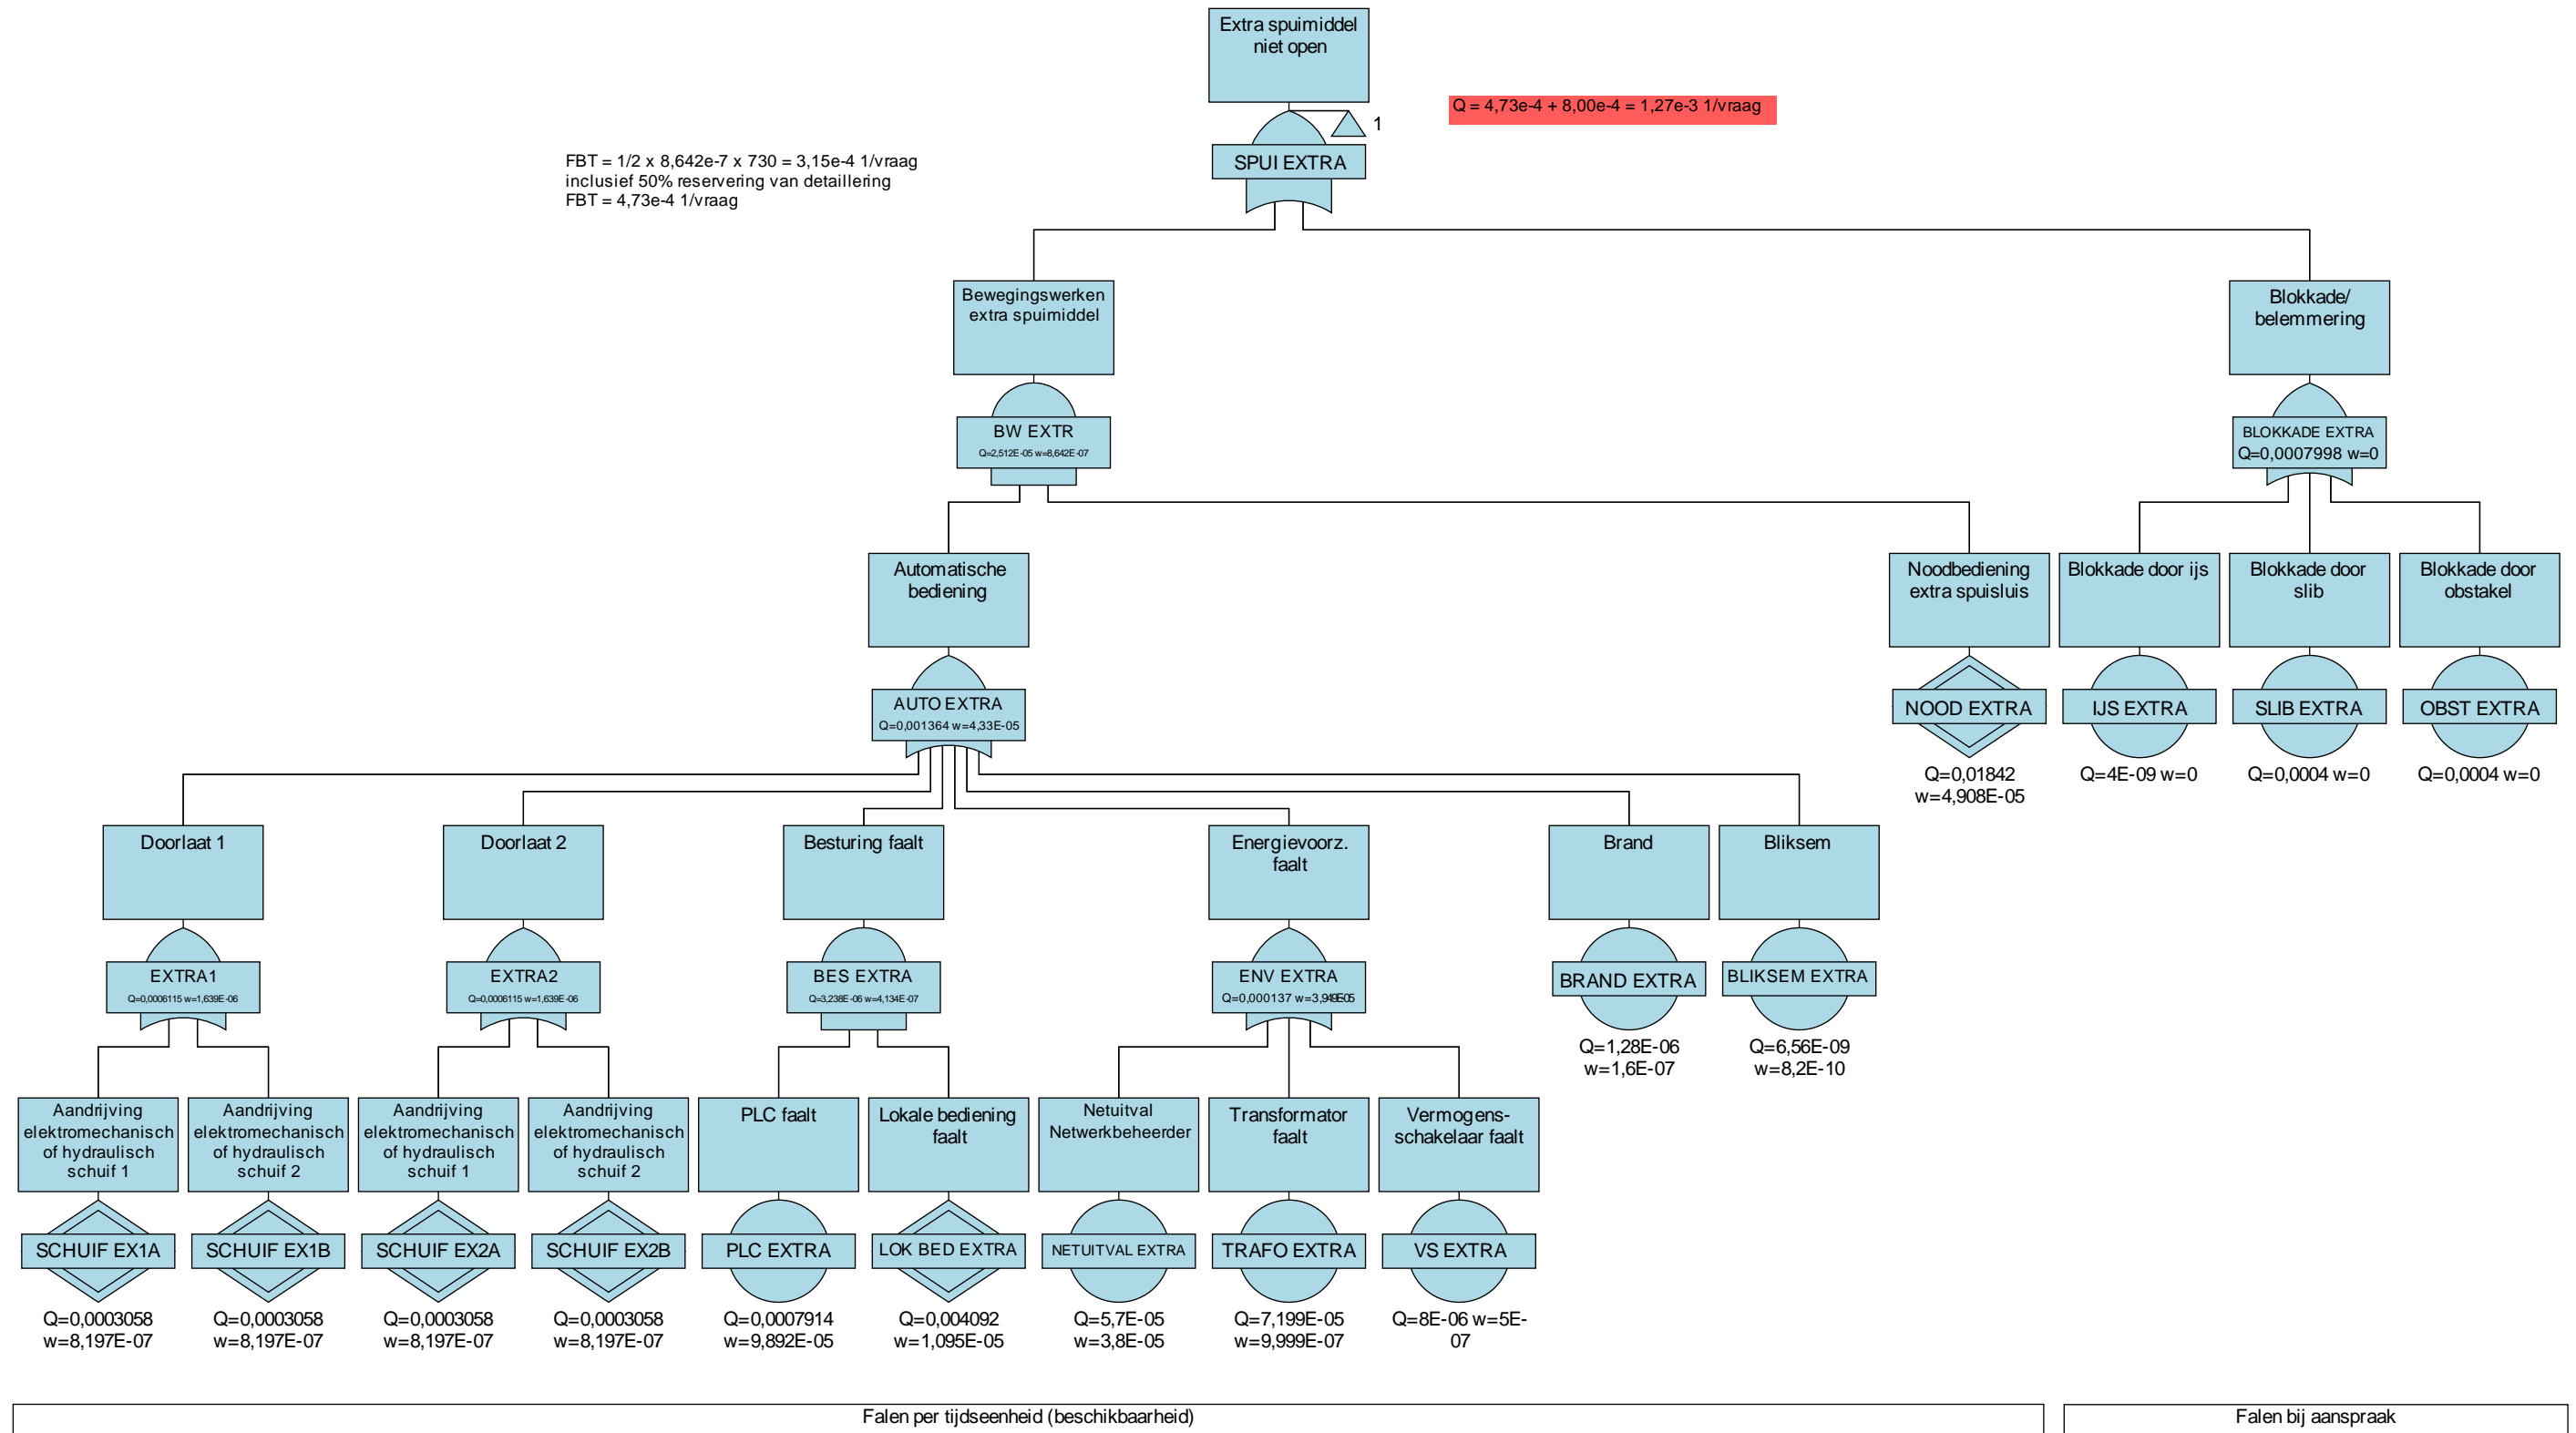 Extra spuimiddel
niet open
Q = 4,73e-4 + 8,00e-4 = 1,27e-3 1/vraag
1
FBT = 1/2 x 8,642e-7 x 730 = 3,15e-4 1/vraag
inclusief 50% reservering van detaillering
FBT = 4,73e-4 1/vraag
SPUI EXTRA
Bewegingswerken
extra spuimiddel
Blokkade/
belemmering
BW EXTR
Q=2,512E-05 w=8,642E-07
BLOKKADE EXTRA
Q=0,0007998 w=0
Automatische
bediening
Noodbediening
extra spuisluis
Blokkade door ijs
Blokkade door
slib
Blokkade door
obstakel
AUTO EXTRA
Q=0,001364 w=4,33E-05
NOOD EXTRA
Q=0,01842
w=4,908E-05
IJS EXTRA
Q=4E-09 w=0
SLIB EXTRA
Q=0,0004 w=0
OBST EXTRA
Q=0,0004 w=0
Doorlaat 1
Doorlaat 2
Besturing faalt
Energievoorz.
faalt
Brand
Bliksem
EXTRA1
Q=0,0006115 w=1,639E-06
EXTRA2
Q=0,0006115 w=1,639E-06
BES EXTRA
Q=3,238E-06 w=4,134E-07
ENV EXTRA
Q=0,000137 w=3,949E-05
BRAND EXTRA
Q=1,28E-06
w=1,6E-07
BLIKSEM EXTRA
Q=6,56E-09
w=8,2E-10
Aandrijving
elektromechanisch
of hydraulisch
schuif 1
Aandrijving
elektromechanisch
of hydraulisch
schuif 2
Aandrijving
elektromechanisch
of hydraulisch
schuif 1
Aandrijving
elektromechanisch
of hydraulisch
schuif 2
PLC faalt
Lokale bediening
faalt
Netuitval
Netwerkbeheerder
Transformator
faalt
Vermogens-
schakelaar faalt
SCHUIF EX1A
Q=0,0003058
w=8,197E-07
SCHUIF EX1B
Q=0,0003058
w=8,197E-07
SCHUIF EX2A
Q=0,0003058
w=8,197E-07
SCHUIF EX2B
Q=0,0003058
w=8,197E-07
PLC EXTRA
Q=0,0007914
w=9,892E-05
LOK BED EXTRA
Q=0,004092
w=1,095E-05
NETUITVAL EXTRA
Q=5,7E-05
w=3,8E-05
TRAFO EXTRA
Q=7,199E-05
w=9,999E-07
VS EXTRA
Q=8E-06 w=5E-
07
Falen per tijdseenheid (beschikbaarheid)
Falen bij aanspraak